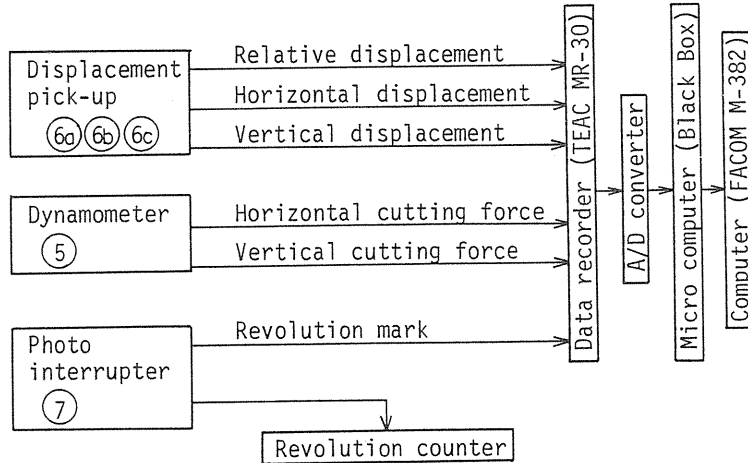 Displacement
pick-up
6a 6b 6c
Relative displacement
Horizontal displacement
Vertical displacement
Dynamometer
5
Horizontal cutting force
Vertical cutting force
Photo
interrupter
7
Revolution mark
Revolution counter
Data recorder (TEAC MR-30)
A/D converter
Micro computer (Black Box)
Computer (FACOM M-382)